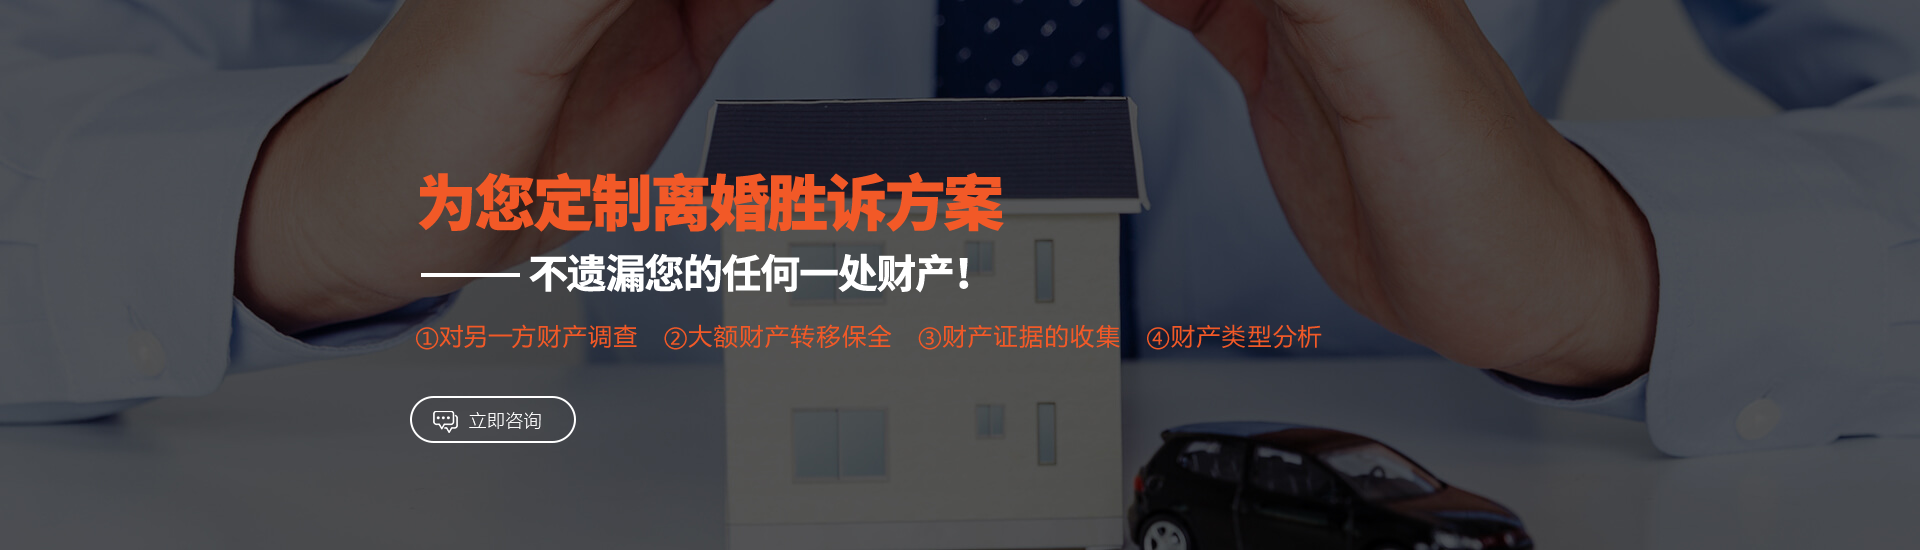 为您定制离婚胜诉方案
——不遗漏您的任何一处财产！
①对另一方财产调查 ②大额财产转移保全 ③财产证据的收集 ④财产类型分析
立即咨询